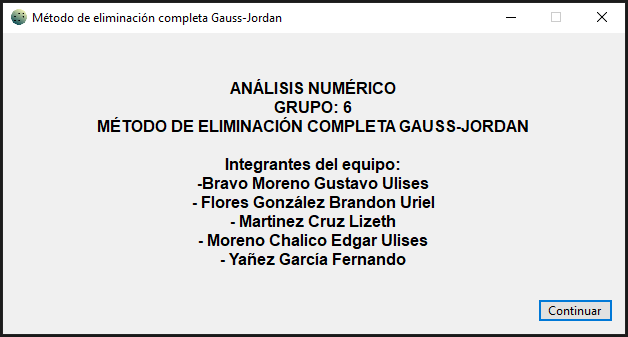 Método de eliminación completa Gauss-Jordan
ANÁLISIS NUMÉRICO
GRUPO: 6
MÉTODO DE ELIMINACIÓN COMPLETA GAUSS-JORDAN
Integrantes del equipo:
-Bravo Moreno Gustavo Ulises
- Flores González Brandon Uriel
- Martinez Cruz Lizeth
- Moreno Chalico Edgar Ulises
- Yañez García Fernando
Continuar